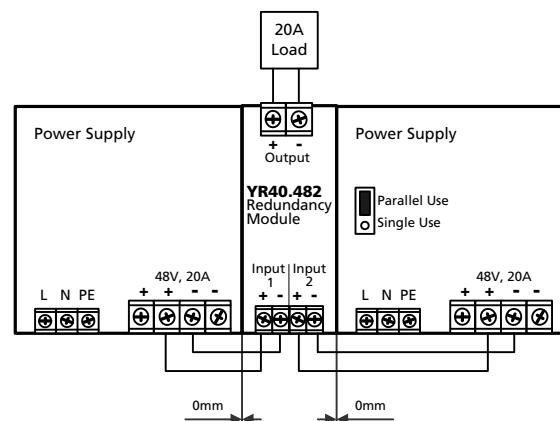 20A
Load
+ -
Output
Power Supply
YR40.482
Redundancy
Module
Power Supply
Parallel Use
Single Use
Input
1
Input
2
+ - + -
48V, 20A
+ + - -
L N PE
48V, 20A
+ + - -
L N PE
0mm
0mm